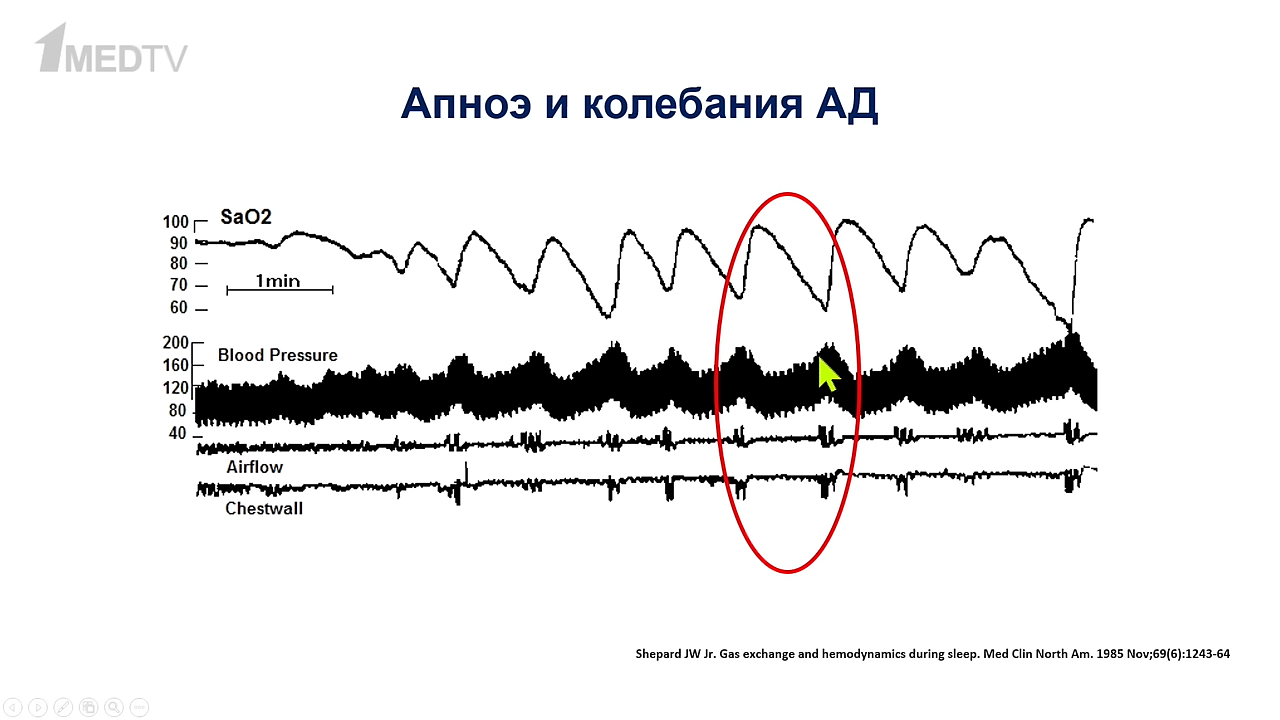 1MEDTV
Апноэ и колебания АД
SaO2
100
90
80
70
60
1min
200
160
120
80
40
Blood Pressure
Airflow
Chestwall
Shepard JW Jr. Gas exchange and hemodynamics during sleep. Med Clin North Am. 1985 Nov;69(6):1243-64